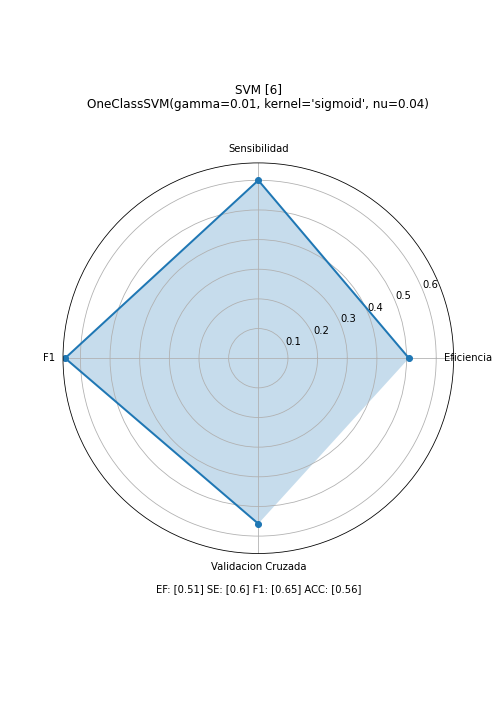 SVM [6]
OneClassSVM(gamma=0.01, kernel='sigmoid', nu=0.04)
Sensibilidad
0.6
0.5
0.4
0.3
0.2
0.1
F1
Eficiencia
Validacion Cruzada
EF: [0.51] SE: [0.6] F1: [0.65] ACC: [0.56]